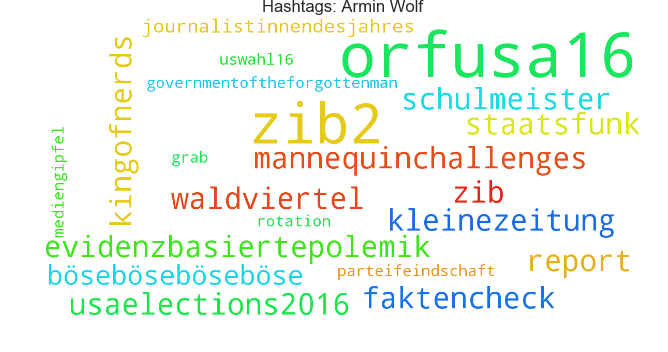 Hashtags: Armin Wolf
journalistinnendesjahres
orfusa16
uswahl16
governmentoftheforgottenman
schulmeister
kingofnerds
zib2
staatsfunk
mediengipfel
grab
mannequinchallenges
waldviertel
zib
rotation
kleinezeitung
evidenzbasiertepolemik
report
böseböseböseböse
parteifeindschaft
usaelections2016
faktencheck